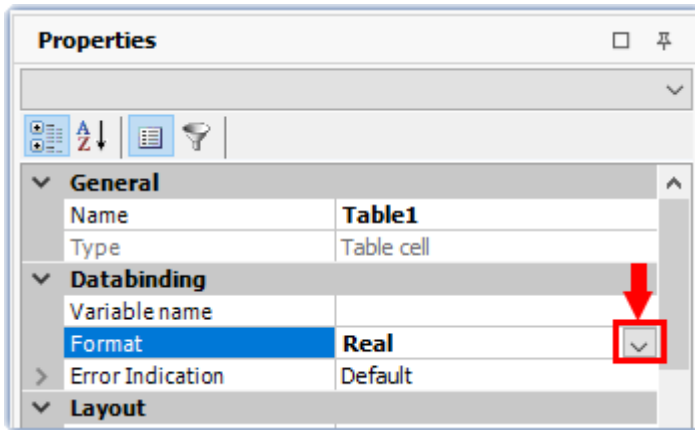 Properties
A
Z
General
Name Table1
Type Table cell
Databinding
Variable name
Format Real
Error Indication Default
Layout